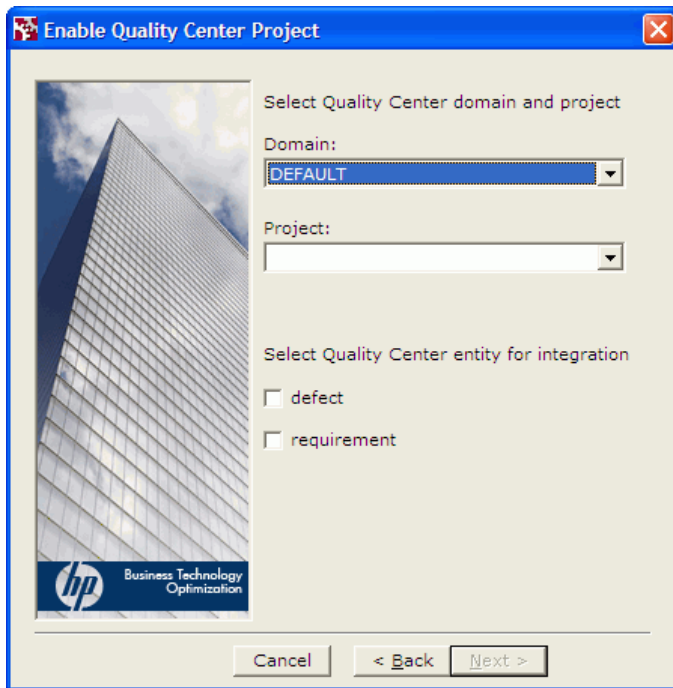 Enable Quality Center Project
Select Quality Center domain and project
Domain:
DEFAULT
Project:
Select Quality Center entity for integration
defect
requirement
hp
Business Technology
Optimization
Cancel
< Back
Next >